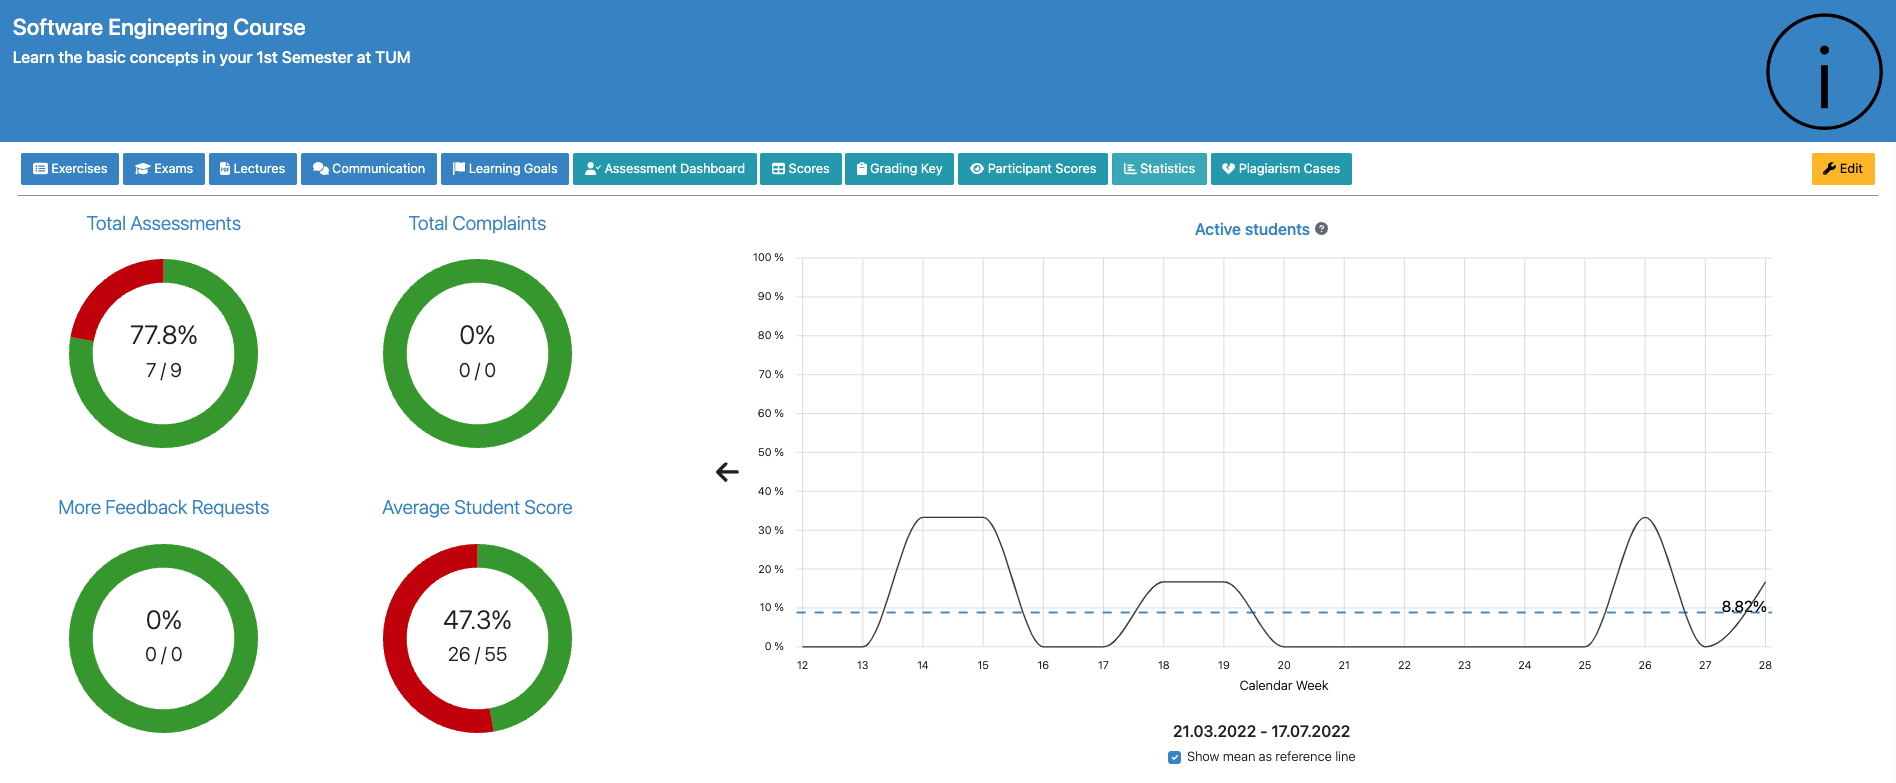 Software Engineering Course
Learn the basic concepts in your 1st Semester at TUM
i
Exercises Exams Lectures Communication Learning Goals Assessment Dashboard Scores Grading Key Participant Scores Statistics Plagiarism Cases Edit
Total Assessments
77.8%
7 / 9
Total Complaints
0%
0 / 0
More Feedback Requests
0%
0 / 0
Average Student Score
47.3%
26 / 55
Active students ?
100 %
90 %
80 %
70 %
60 %
50 %
40 %
30 %
20 %
10 %
0 %
8.82%
12 13 14 15 16 17 18 19 20 21 22 23 24 25 26 27 28
Calendar Week
21.03.2022 - 17.07.2022
Show mean as reference line